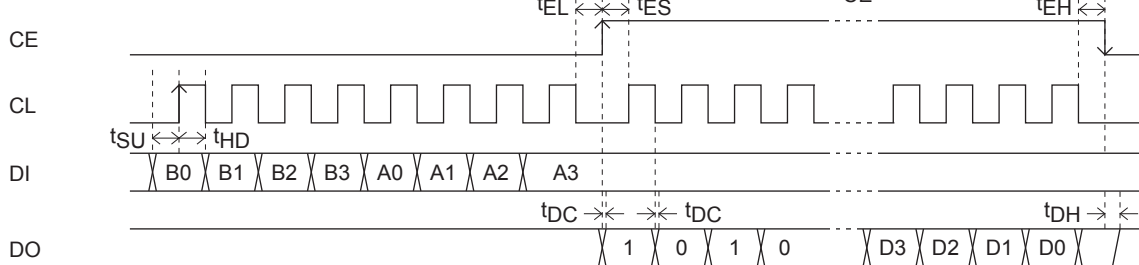 tEL tES tEH
CE
CL
tSU tHD
DI B0 B1 B2 B3 A0 A1 A2 A3
tDC tDC tDH
DO 1 0 1 0 D3 D2 D1 D0